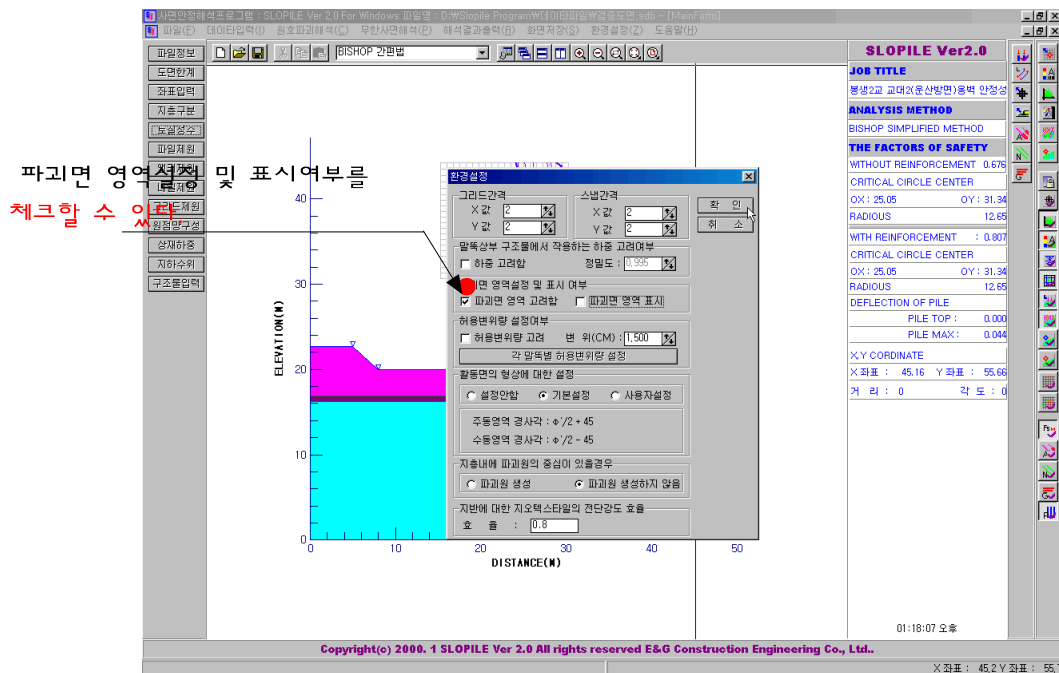 사면안정해석프로그램 : SLOPILE Ver 2.0 For Windows 파일명 : D:\Slopile Program\데이타파일\검증도면.sdb - [MainForm]
파일(F) 데이타입력(I) 원호파괴해석(C) 무한사면해석(P) 해석결과출력(R) 화면저장(S) 환경설정(Z) 도움말(H)
BISHOP 간편법
파일정보
도면한계
좌표입력
지층구분
토질성수
파일제원
그리드제원
원점망구성
상재하중
지하수위
구조물입력
파괴면 영역설정 및 표시여부를
체크할 수 있다.
ELEVATION(M)
40
30
20
10
0
0 10 20 30 40 50
DISTANCE(M)
환경설정
그리드간격
X 값 2
Y 값 2
스냅간격
X 값 2
Y 값 2
확 인
취 소
말뚝상부 구조물에서 작용하는 하중 고려여부
하중 고려함 정밀도 : 0,995
면 영역설정 및 표시 여부
파괴면 영역 고려함 파괴면 영역 표시
허용변위량 설정여부
허용변위량 고려 변 위(CM) : 1,500
각 말뚝별 허용변위량 설정
활동면의 형상에 대한 설정
설정안함 기본설정 사용자설정
주동영역 경사각 : Φ'/2 + 45
수동영역 경사각 : Φ'/2 - 45
지층내에 파괴원의 중심이 있을경우
파괴원 생성 파괴원 생성하지 않음
지반에 대한 지오텍스타일의 전단강도 효율
효 율 : 0.8
SLOPILE Ver2.0
JOB TITLE
봉생2교 교대2(운산방면)옹벽 안정성
ANALYSIS METHOD
BISHOP SIMPLIFIED METHOD
THE FACTORS OF SAFETY
WITHOUT REINFORCEMENT 0.676
CRITICAL CIRCLE CENTER
OX : 25.05 OY : 31.34
RADIOUS 12.65
WITH REINFORCEMENT : 0.807
CRITICAL CIRCLE CENTER
OX : 25.05 OY : 31.34
RADIOUS 12.65
DEFLECTION OF PILE
PILE TOP : 0.000
PILE MAX : 0.044
X,Y CORDINATE
X 좌표 : 45.16 Y 좌표 : 55.66
거 리 : 0 각 도 : 0
01:18:07 오후
Copyright(c) 2000. 1 SLOPILE Ver 2.0 All rights reserved E&G Construction Engineering Co., Ltd..
X 좌표 : 45.2 Y 좌표 : 55.